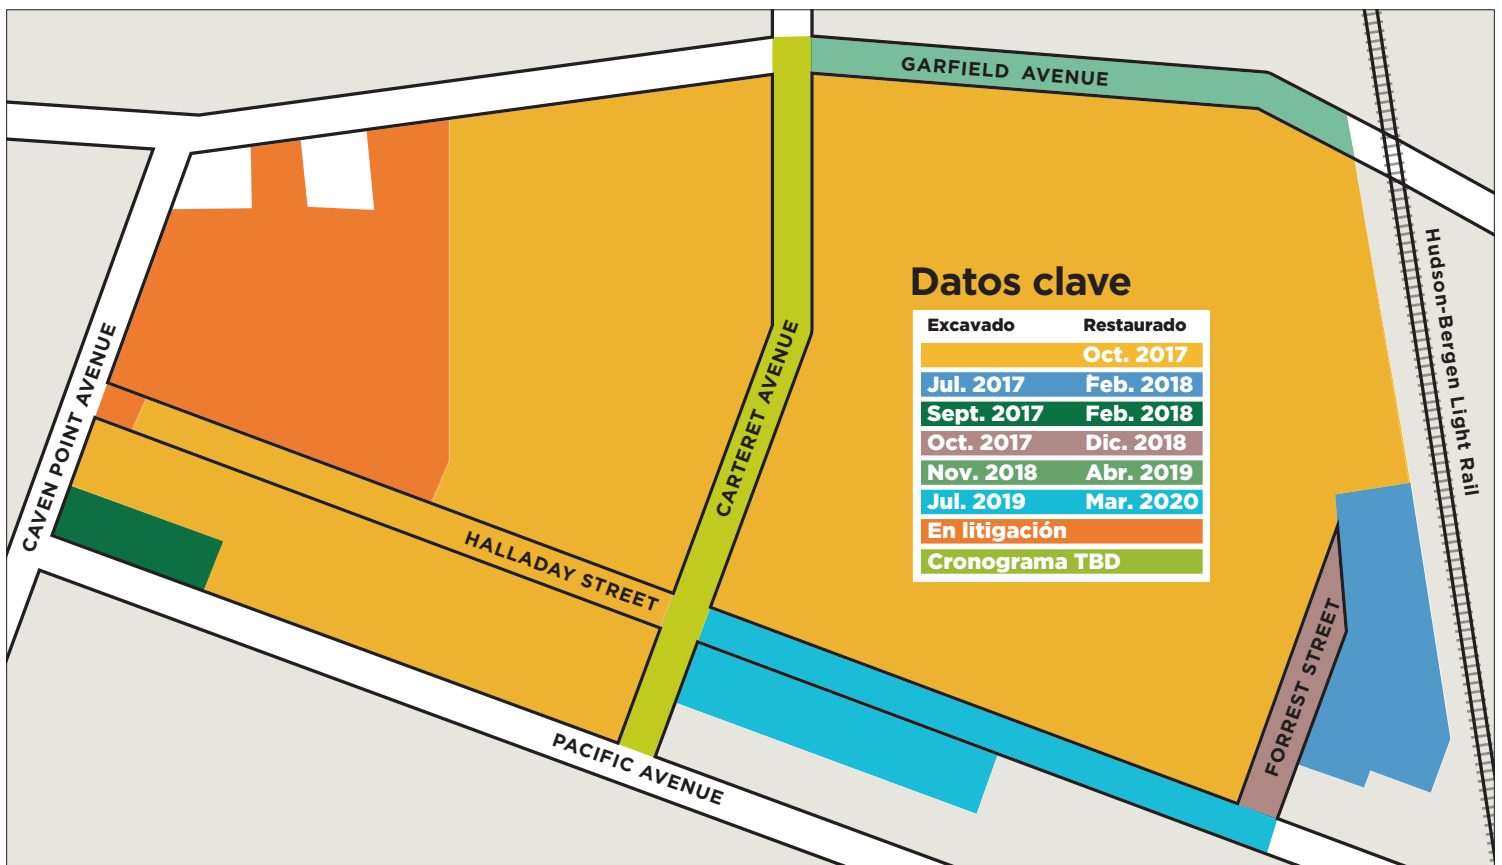 GARFIELD AVENUE
Hudson-Bergen Light Rail
CAVEN POINT AVENUE
CARTERET AVENUE
HALLADAY STREET
PACIFIC AVENUE
FORREST STREET
Datos clave
Excavado Restaurado
Oct. 2017
Jul. 2017 Feb. 2018
Sept. 2017 Feb. 2018
Oct. 2017 Dic. 2018
Nov. 2018 Abr. 2019
Jul. 2019 Mar. 2020
En litigación
Cronograma TBD